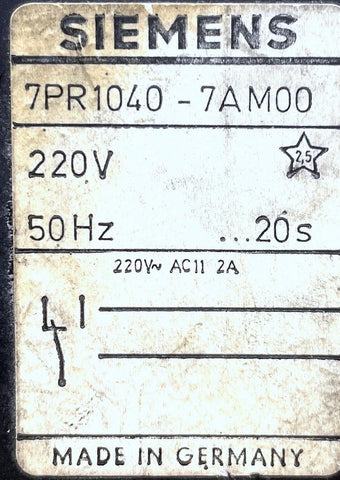 SIEMENS
7PR1040-7AM00
220V 2,5
50Hz ...20s
220V~ AC11 2A
MADE IN GERMANY